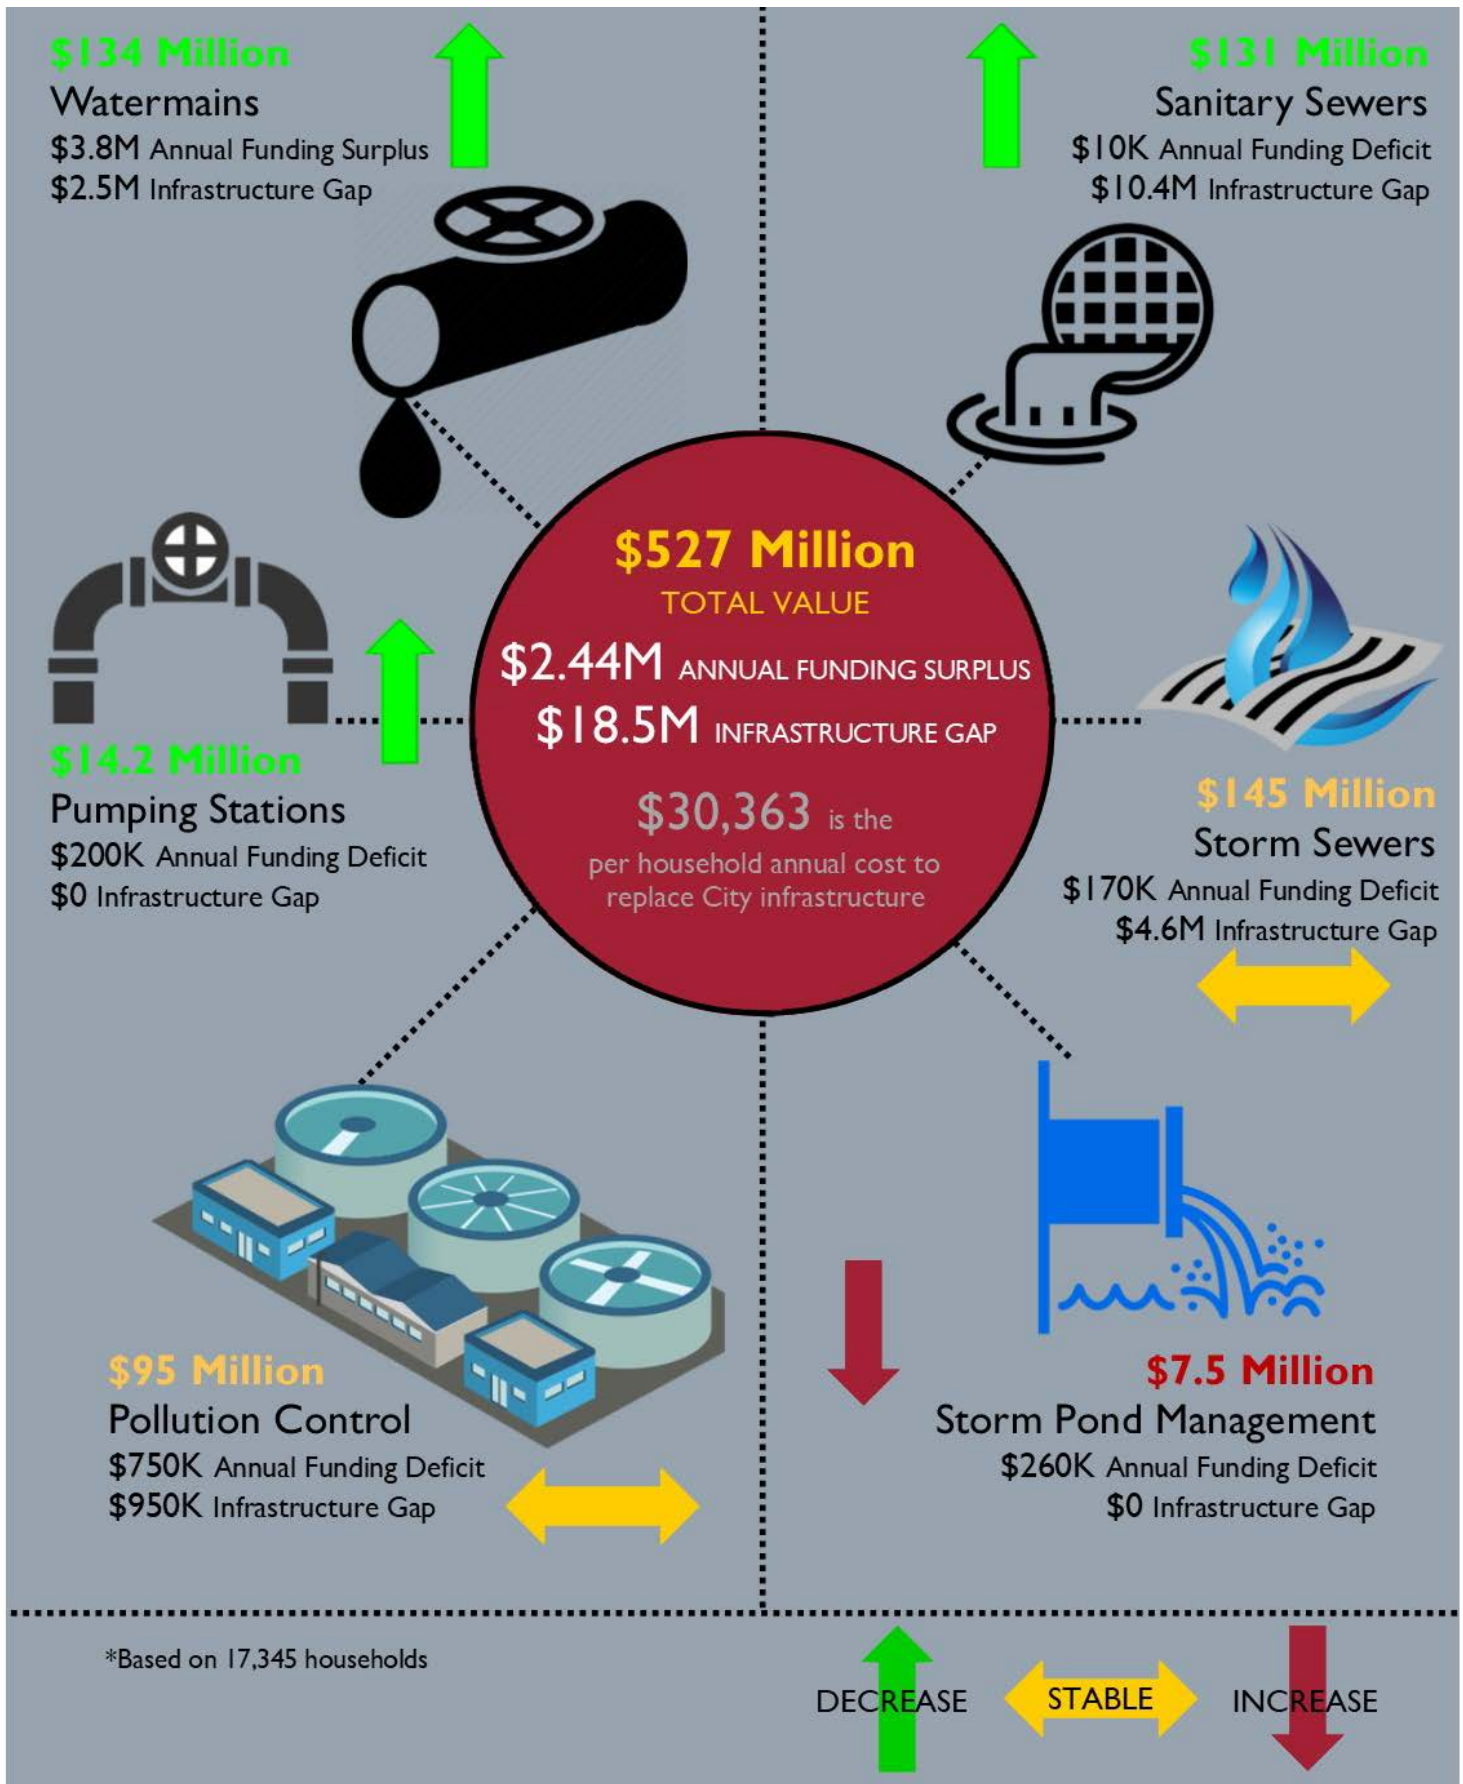 $134 Million
Watermains
$3.8M Annual Funding Surplus
$2.5M Infrastructure Gap
$131 Million
Sanitary Sewers
$10K Annual Funding Deficit
$10.4M Infrastructure Gap
$527 Million
TOTAL VALUE
$2.44M ANNUAL FUNDING SURPLUS
$18.5M INFRASTRUCTURE GAP
$30,363 is the
per household annual cost to
replace City infrastructure
$14.2 Million
Pumping Stations
$200K Annual Funding Deficit
$0 Infrastructure Gap
$145 Million
Storm Sewers
$170K Annual Funding Deficit
$4.6M Infrastructure Gap
$95 Million
Pollution Control
$750K Annual Funding Deficit
$950K Infrastructure Gap
$7.5 Million
Storm Pond Management
$260K Annual Funding Deficit
$0 Infrastructure Gap
*Based on 17,345 households
DECREASE
STABLE
INCREASE